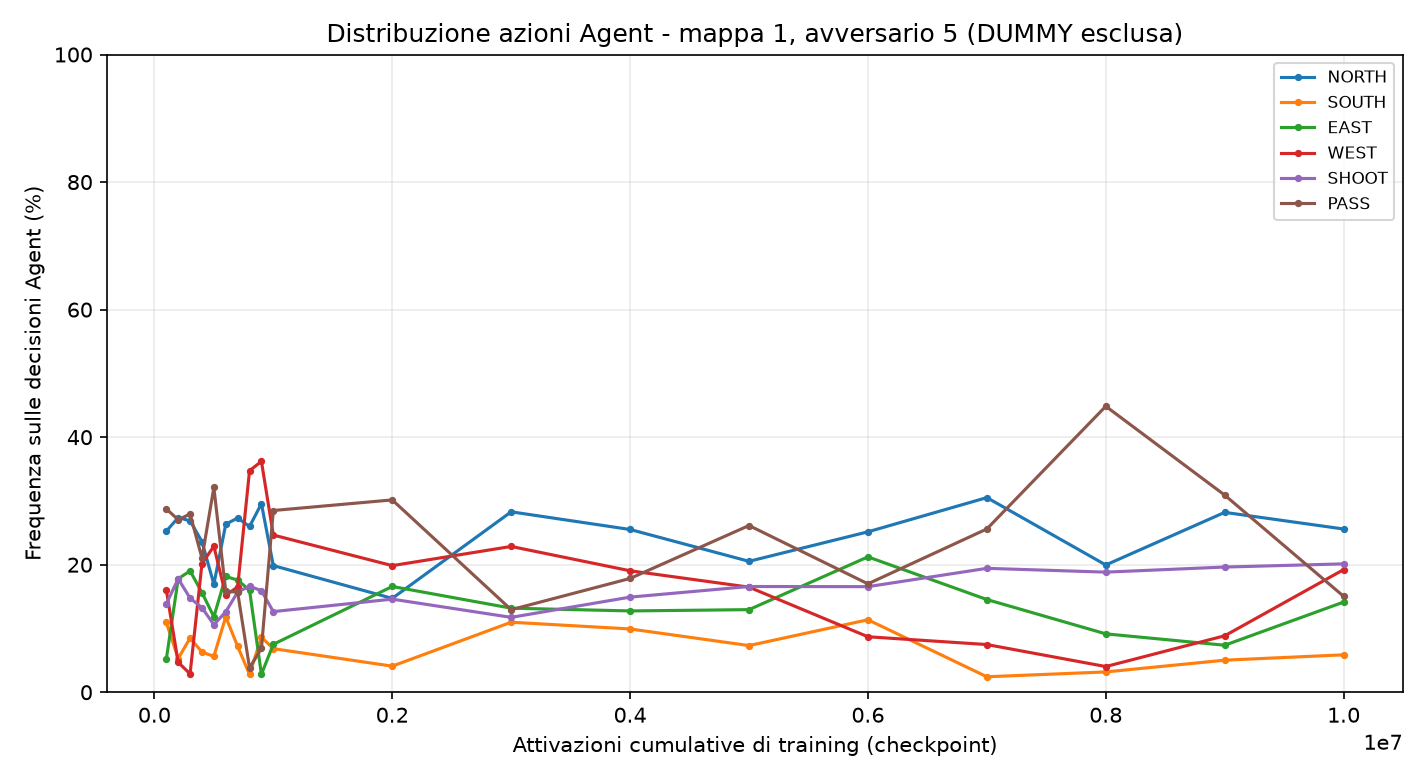 Distribuzione azioni Agent - mappa 1, avversario 5 (DUMMY esclusa)
Frequenza sulle decisioni Agent (%)
100
80
60
40
20
0
NORTH
SOUTH
EAST
WEST
SHOOT
PASS
0.0
0.2
0.4
0.6
0.8
1.0
1e7
Attivazioni cumulative di training (checkpoint)